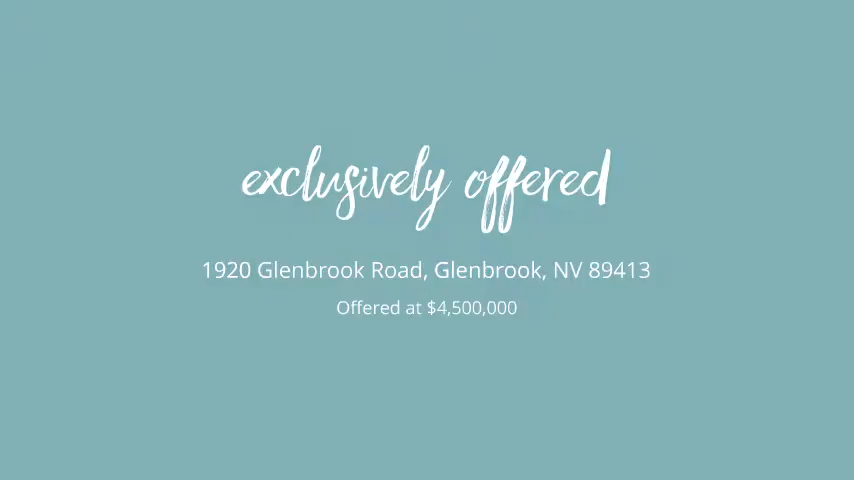 exclusively offered
1920 Glenbrook Road, Glenbrook, NV 89413
Offered at $4,500,000